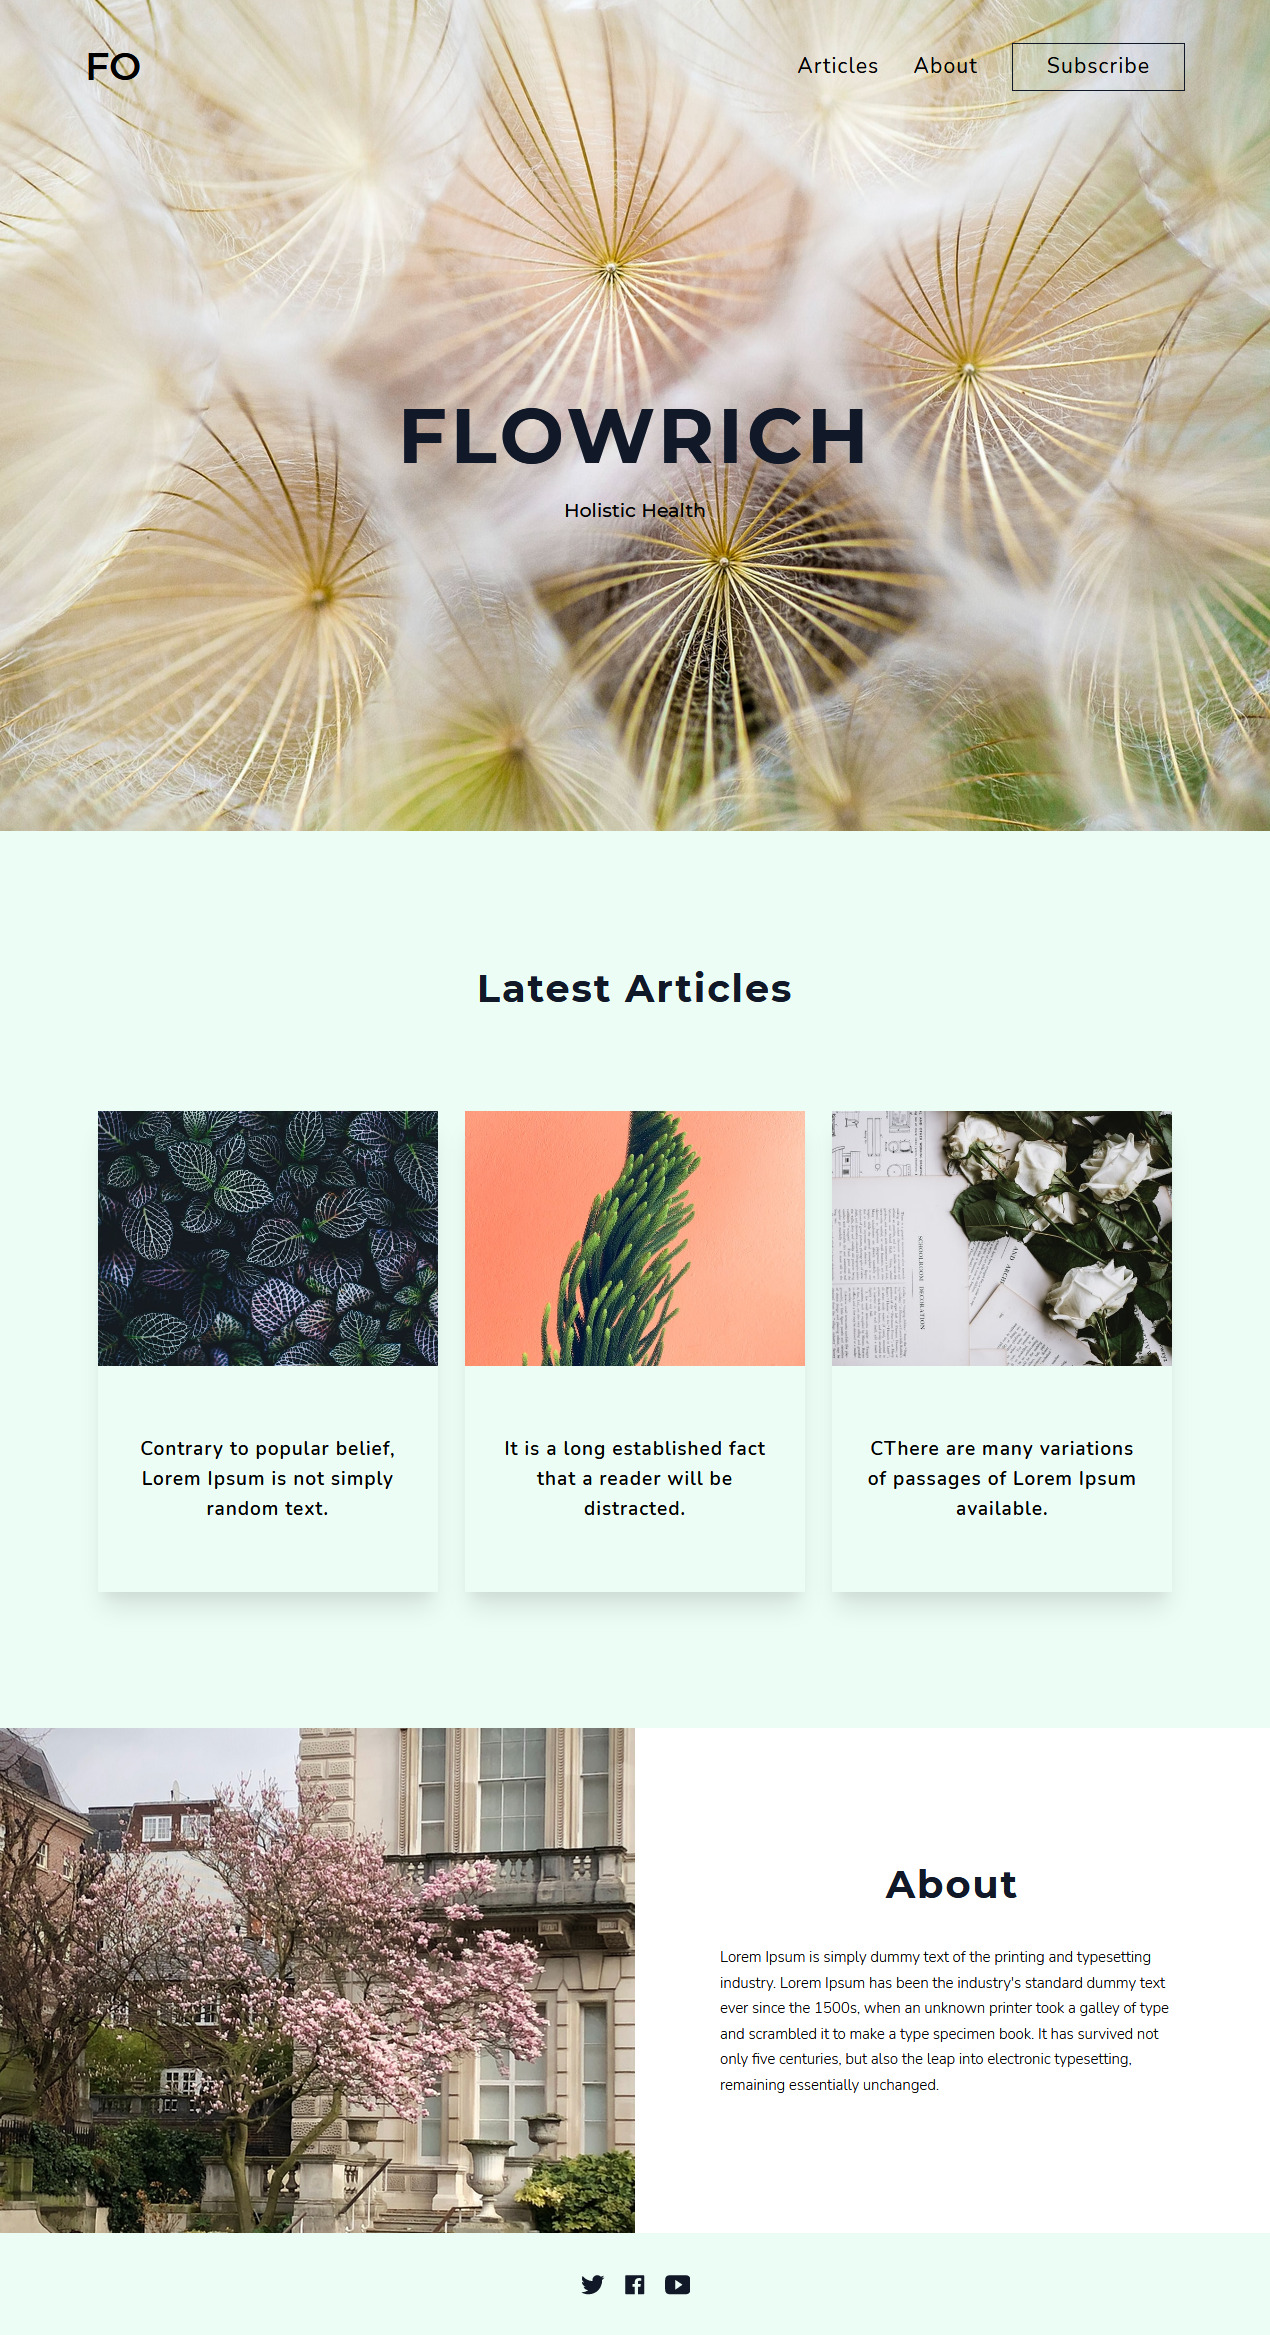 FO
Articles About Subscribe
FLOWRICH
Holistic Health
Latest Articles
SCHOOLROOM DECORATION
AND ARCHI
Contrary to popular belief,
Lorem Ipsum is not simply
random text.
It is a long established fact
that a reader will be
distracted.
CThere are many variations
of passages of Lorem Ipsum
available.
About
Lorem Ipsum is simply dummy text of the printing and typesetting
industry. Lorem Ipsum has been the industry's standard dummy text
ever since the 1500s, when an unknown printer took a galley of type
and scrambled it to make a type specimen book. It has survived not
only five centuries, but also the leap into electronic typesetting,
remaining essentially unchanged.